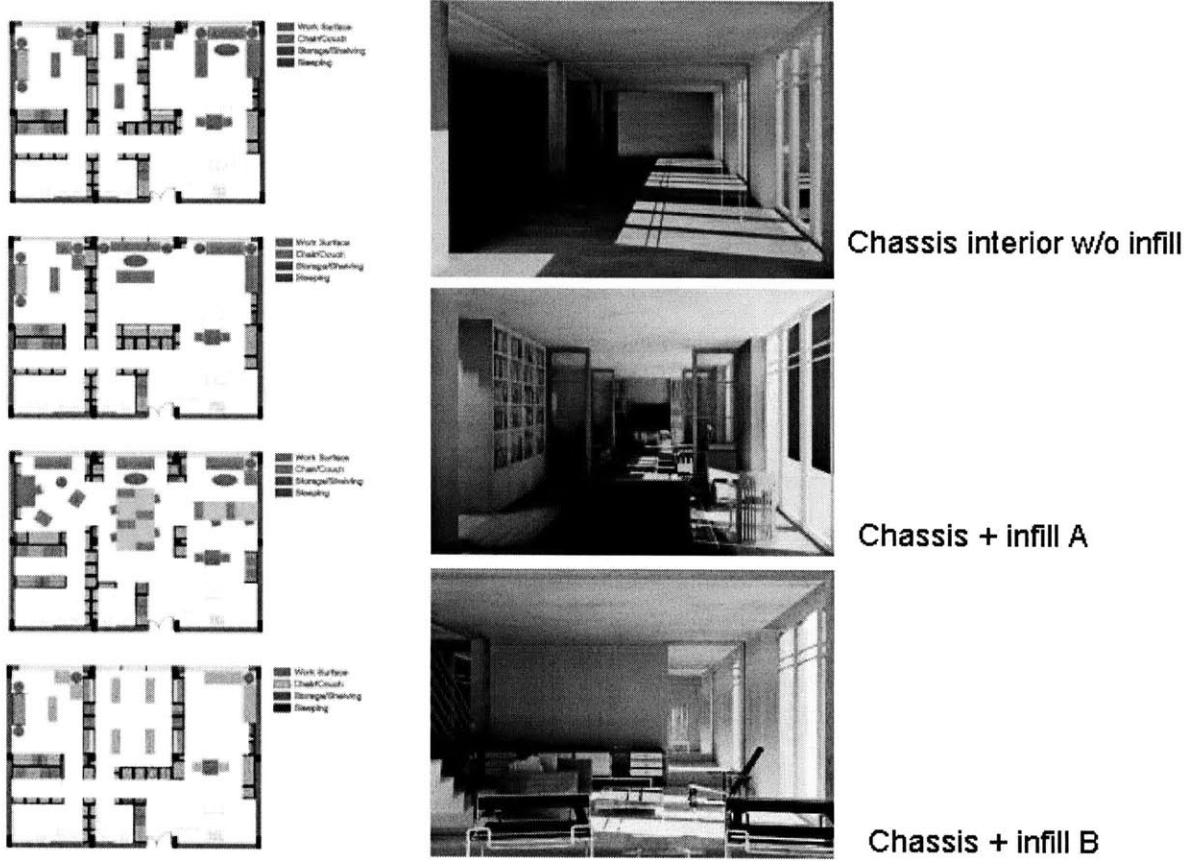 Work Surface
Chair/Couch
Storage/Shelving
Sleeping
Chassis interior w/o infill
Work Surface
Chair/Couch
Storage/Shelving
Sleeping
Chassis + infill A
Work Surface
Chair/Couch
Storage/Shelving
Sleeping
Work Surface
Chair/Couch
Storage/Shelving
Sleeping
Chassis + infill B